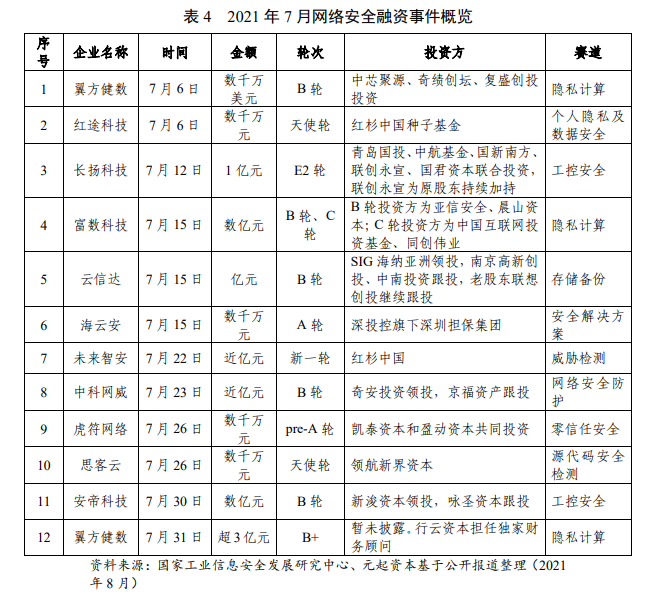 表 4 2021 年 7 月网络安全融资事件概览
序号 企业名称 时间 金额 轮次 投资方 赛道
1 翼方健数 7 月 6 日 数千万美元 B 轮 中芯聚源、奇绩创坛、复盛创投投资 隐私计算
2 红途科技 7 月 6 日 数千万元 天使轮 红杉中国种子基金 个人隐私及数据安全
3 长扬科技 7 月 12 日 1 亿元 E2 轮 青岛国投、中航基金、国新南方、联创永宣、国君资本联合投资，联创永宣为原股东持续加持 工控安全
4 富数科技 7 月 15 日 数亿元 B 轮、C 轮 B 轮投资方为亚信安全、晨山资本；C 轮投资方为中国互联网投资基金、同创伟业 隐私计算
5 云信达 7 月 15 日 亿元 B 轮 SIG 海纳亚洲领投，南京高新创投、中南投资跟投，老股东联想创投继续跟投 存储备份
6 海云安 7 月 15 日 数千万元 A 轮 深投控旗下深圳担保集团 安全解决方案
7 未来智安 7 月 22 日 近亿元 新一轮 红杉中国 威胁检测
8 中科网威 7 月 23 日 近亿元 B 轮 奇安投资领投，京福资产跟投 网络安全防护
9 虎符网络 7 月 26 日 数千万元 pre-A 轮 凯泰资本和盈动资本共同投资 零信任安全
10 思客云 7 月 26 日 数千万元 天使轮 领航新界资本 源代码安全检测
11 安帝科技 7 月 30 日 数亿元 B 轮 新浚资本领投，咏圣资本跟投 工控安全
12 翼方健数 7 月 31 日 超 3 亿元 B+ 暂未披露。行云资本担任独家财务顾问 隐私计算
资料来源：国家工业信息安全发展研究中心、元起资本基于公开报道整理（2021
年 8 月）